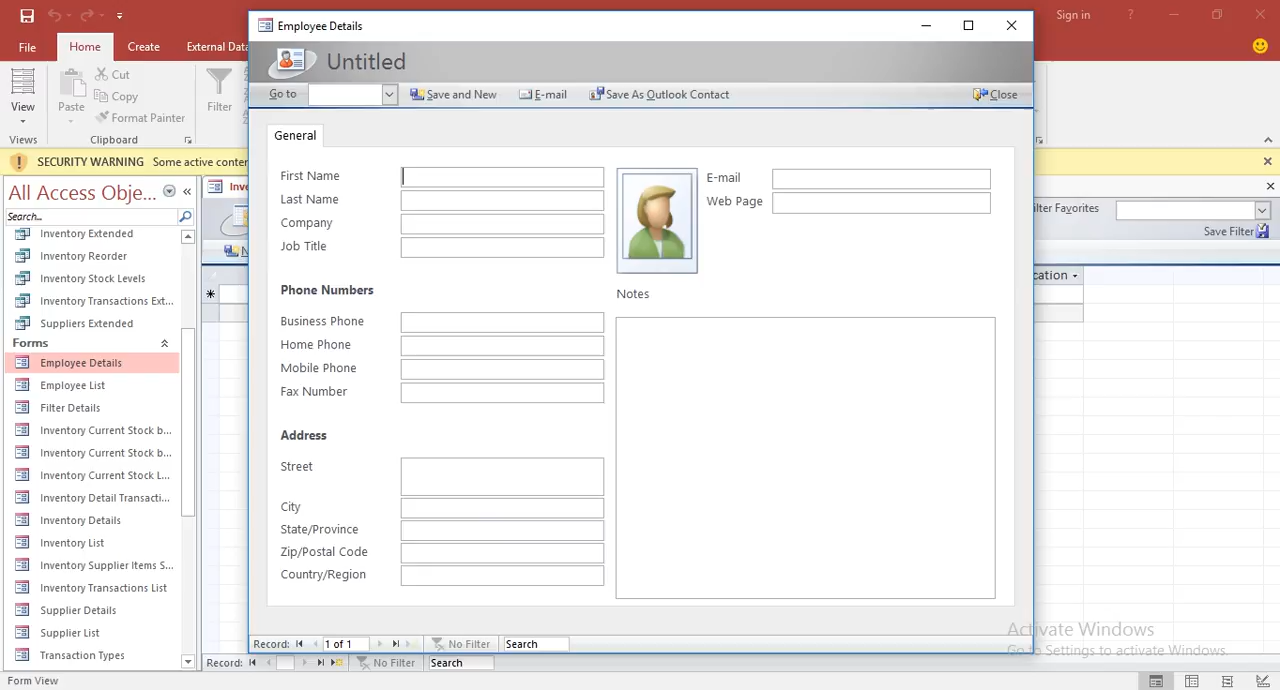 Employee Details
Sign in
?
File
Home
Create
External Data
Untitled
Go to
Save and New
E-mail
Save As Outlook Contact
Close
View
Paste
Cut
Copy
Format Painter
Filter
Views
Clipboard
SECURITY WARNING Some active conten
General
All Access Obje...
Search...
Inve
First Name
Last Name
Company
Job Title
E-mail
Web Page
ilter Favorites
Save Filter
cation
Inventory Extended
Inventory Reorder
Inventory Stock Levels
Inventory Transactions Ext...
Suppliers Extended
Forms
Employee Details
Employee List
Filter Details
Inventory Current Stock b...
Inventory Current Stock b...
Inventory Current Stock L...
Inventory Detail Transacti...
Inventory Details
Inventory List
Inventory Supplier Items S...
Inventory Transactions List
Supplier Details
Supplier List
Transaction Types
Phone Numbers
Notes
Business Phone
Home Phone
Mobile Phone
Fax Number
Address
Street
City
State/Province
Zip/Postal Code
Country/Region
Record:
1 of 1
No Filter
Search
Record:
No Filter
Search
Activate Windows
Go to Settings to activate Windows.
Form View